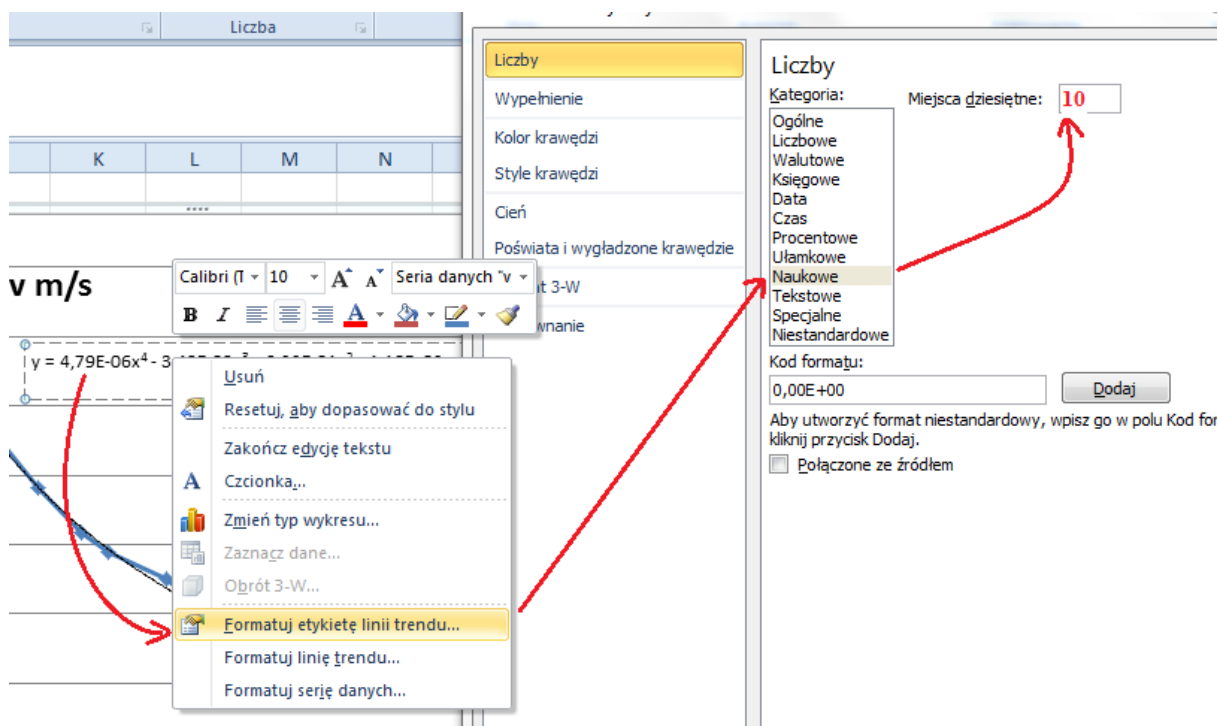 Liczba
K L M N
v m/s
Calibri (T 10 A A Seria danych "v
B I A
y = 4,79E-06x⁴ - 3
Usuń
Resetuj, aby dopasować do stylu
Zakończ edycję tekstu
A Czcionka...
Zmień typ wykresu...
Zaznacz dane...
Obrót 3-W...
Formatuj etykietę linii trendu...
Formatuj linię trendu...
Formatuj serię danych...
Liczby
Wypełnienie
Kolor krawędzi
Style krawędzi
Cień
Poświata i wygładzone krawędzie
t 3-W
wnanie
Liczby
Kategoria:
Ogólne
Liczbowe
Walutowe
Księgowe
Data
Czas
Procentowe
Ułamkowe
Naukowe
Tekstowe
Specjalne
Niestandardowe
Miejsca dziesiętne: 10
Kod formatu:
0,00E+00 Dodaj
Aby utworzyć format niestandardowy, wpisz go w polu Kod for
kliknij przycisk Dodaj.
Połączone ze źródłem